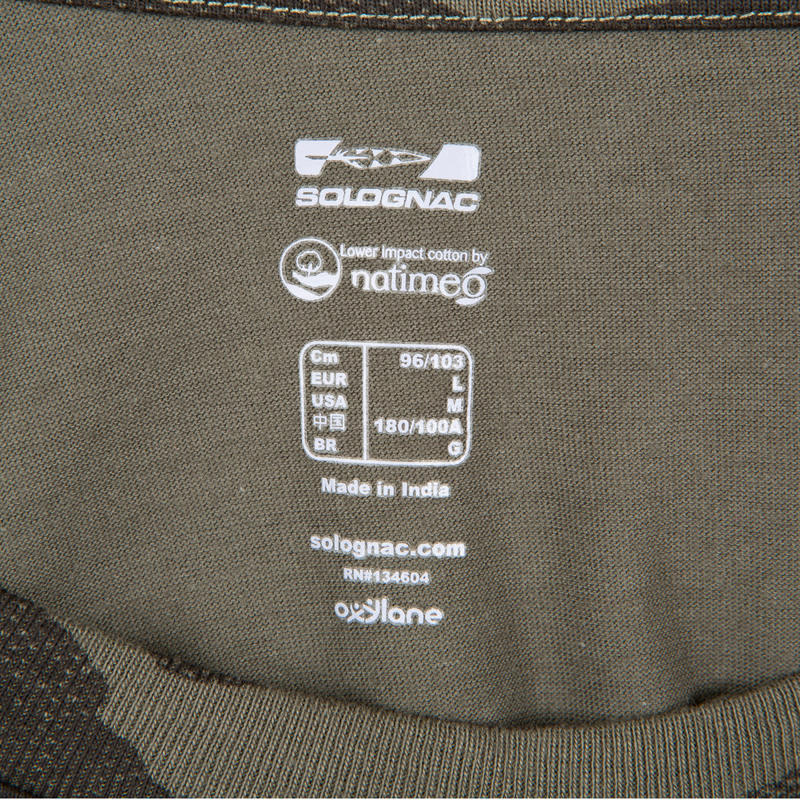 SOLOGNAC
Lower impact cotton by
natimeo
Cm 96/103
EUR L
USA M
中国 180/100A
BR G
Made in India
solognac.com
RN#134604
oxylane